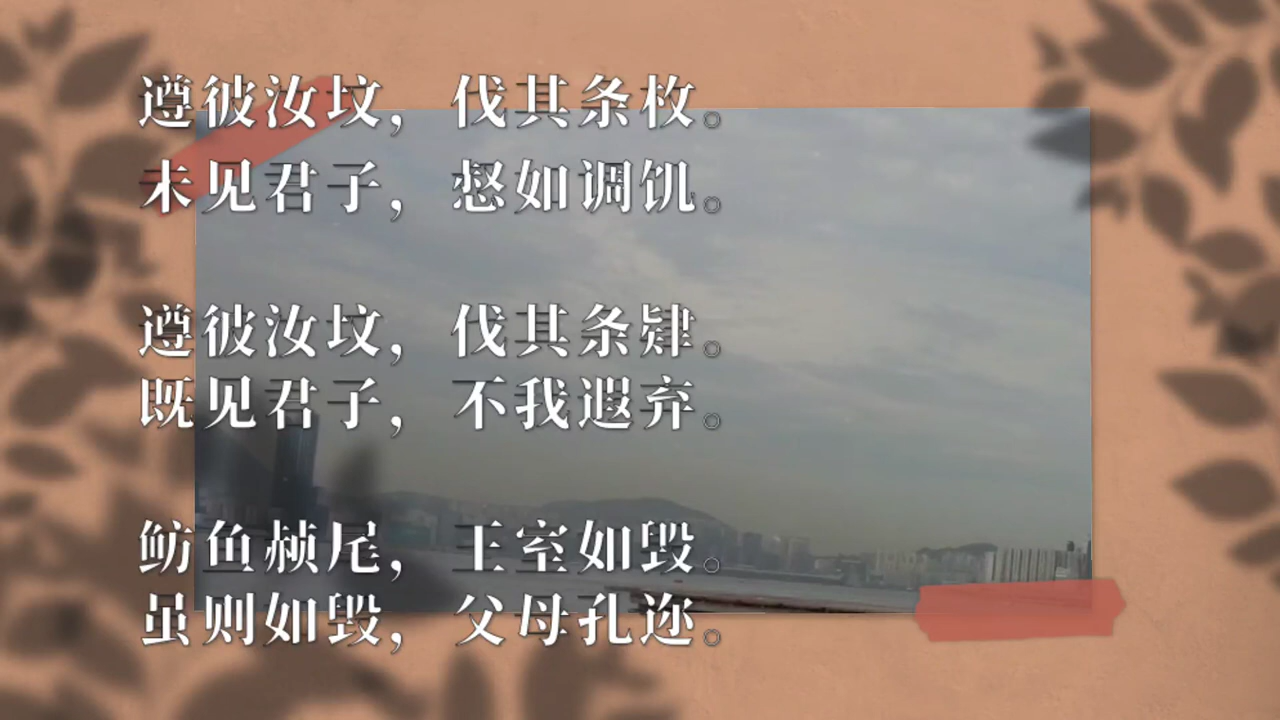 遵彼汝坟，伐其条枚。
未见君子，惄如调饥。
遵彼汝坟，伐其条肄。
既见君子，不我遐弃。
鲂鱼赪尾，王室如毁。
虽则如毁，父母孔迩。